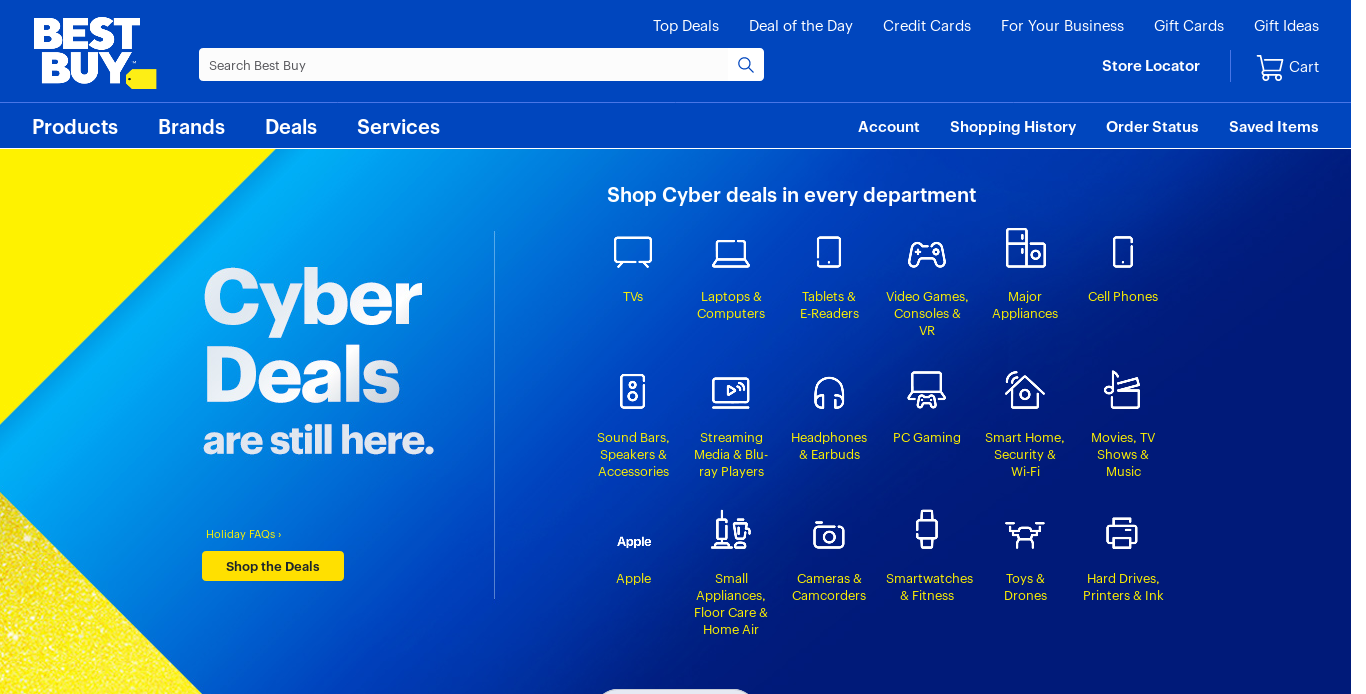 BEST
BUY
Top Deals Deal of the Day Credit Cards For Your Business Gift Cards Gift Ideas
Search Best Buy
Store Locator Cart
Products Brands Deals Services
Account Shopping History Order Status Saved Items
Shop Cyber deals in every department
Cyber
Deals
are still here.
Holiday FAQs ›
Shop the Deals
TVs
Laptops &
Computers
Tablets &
E-Readers
Video Games,
Consoles &
VR
Major
Appliances
Cell Phones
Sound Bars,
Speakers &
Accessories
Streaming
Media & Blu-
ray Players
Headphones
& Earbuds
PC Gaming
Smart Home,
Security &
Wi-Fi
Movies, TV
Shows &
Music
Apple
Apple
Small
Appliances,
Floor Care &
Home Air
Cameras &
Camcorders
Smartwatches
& Fitness
Toys &
Drones
Hard Drives,
Printers & Ink